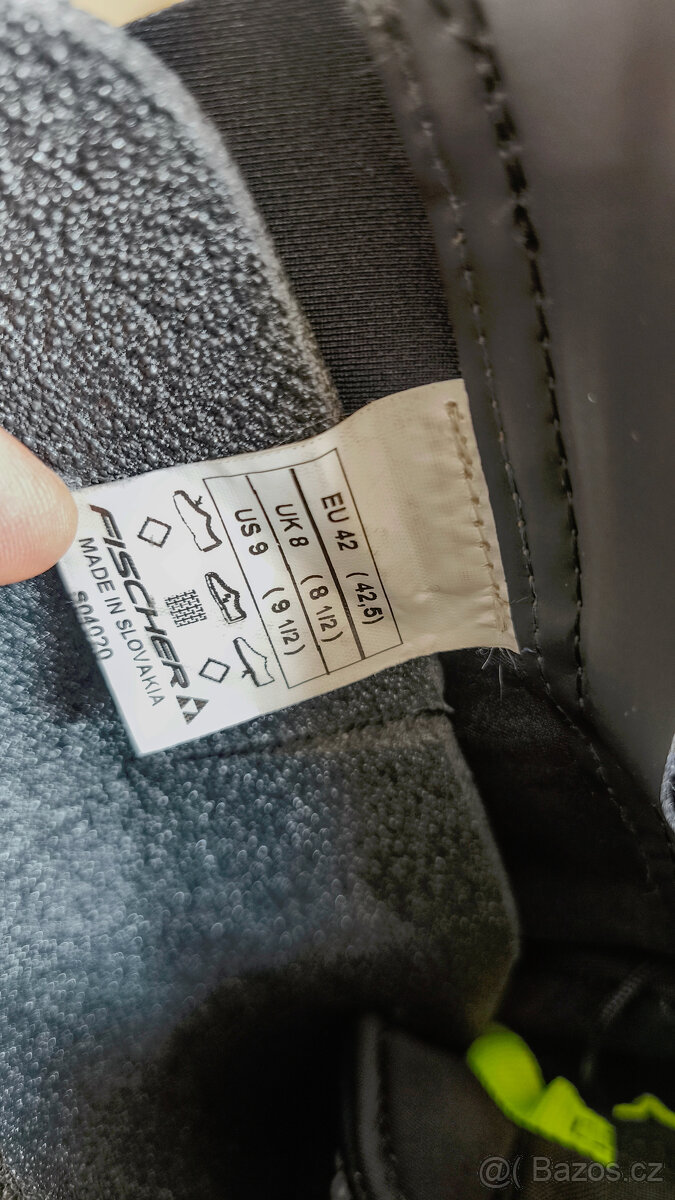 EU 42 (42,5)
UK 8 (8 1/2)
US 9 (9 1/2)
FISCHER
MADE IN SLOVAKIA
S04020
@( Bazos.cz